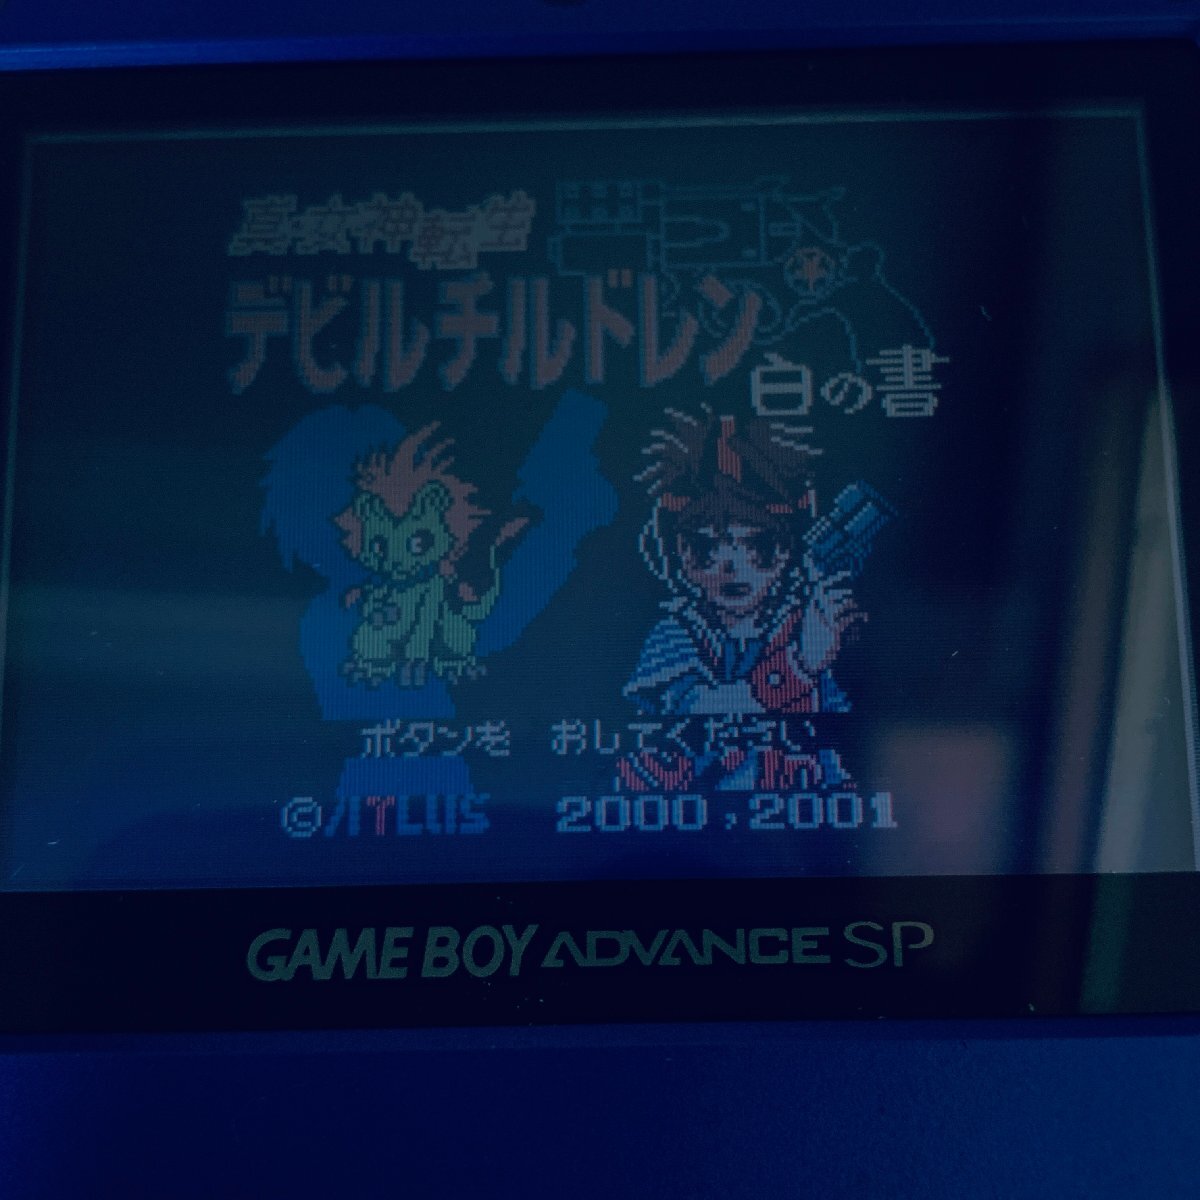 真・女神転生
デビルチルドレン
白の書
ボタンを おしてください
©ATLUS 2000,2001
GAME BOY ADVANCE SP